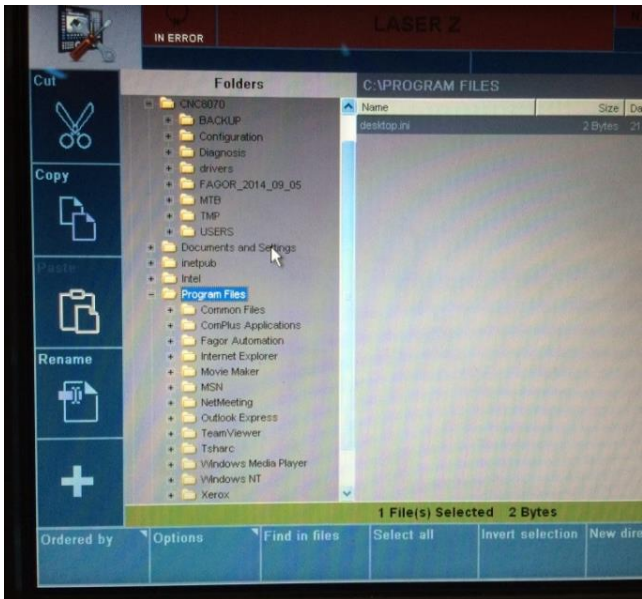 IN ERROR
LASER Z
Cut
Folders
C:\PROGRAM FILES
Name
Size
CNC8070
desktop.ini
2 Bytes
21
BACKUP
Configuration
Diagnosis
drivers
Copy
FAGOR_2014_09_05
MTB
TMP
USERS
Documents and Settings
inetpub
Paste
Intel
Program Files
Common Files
ComPlus Applications
Fagor Automation
Rename
Internet Explorer
Movie Maker
MSN
NetMeeting
Outlook Express
TeamViewer
Tsharc
Windows Media Player
Windows NT
Xerox
1 File(s) Selected 2 Bytes
Ordered by
Options
Find in files
Select all
Invert selection
New dire